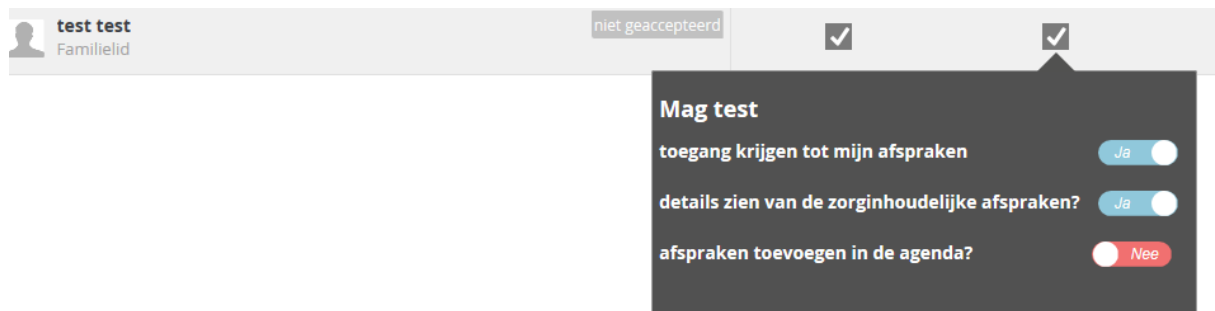 test test
niet geaccepteerd
Familielid
Mag test
toegang krijgen tot mijn afspraken Ja
details zien van de zorginhoudelijke afspraken? Ja
afspraken toevoegen in de agenda? Nee